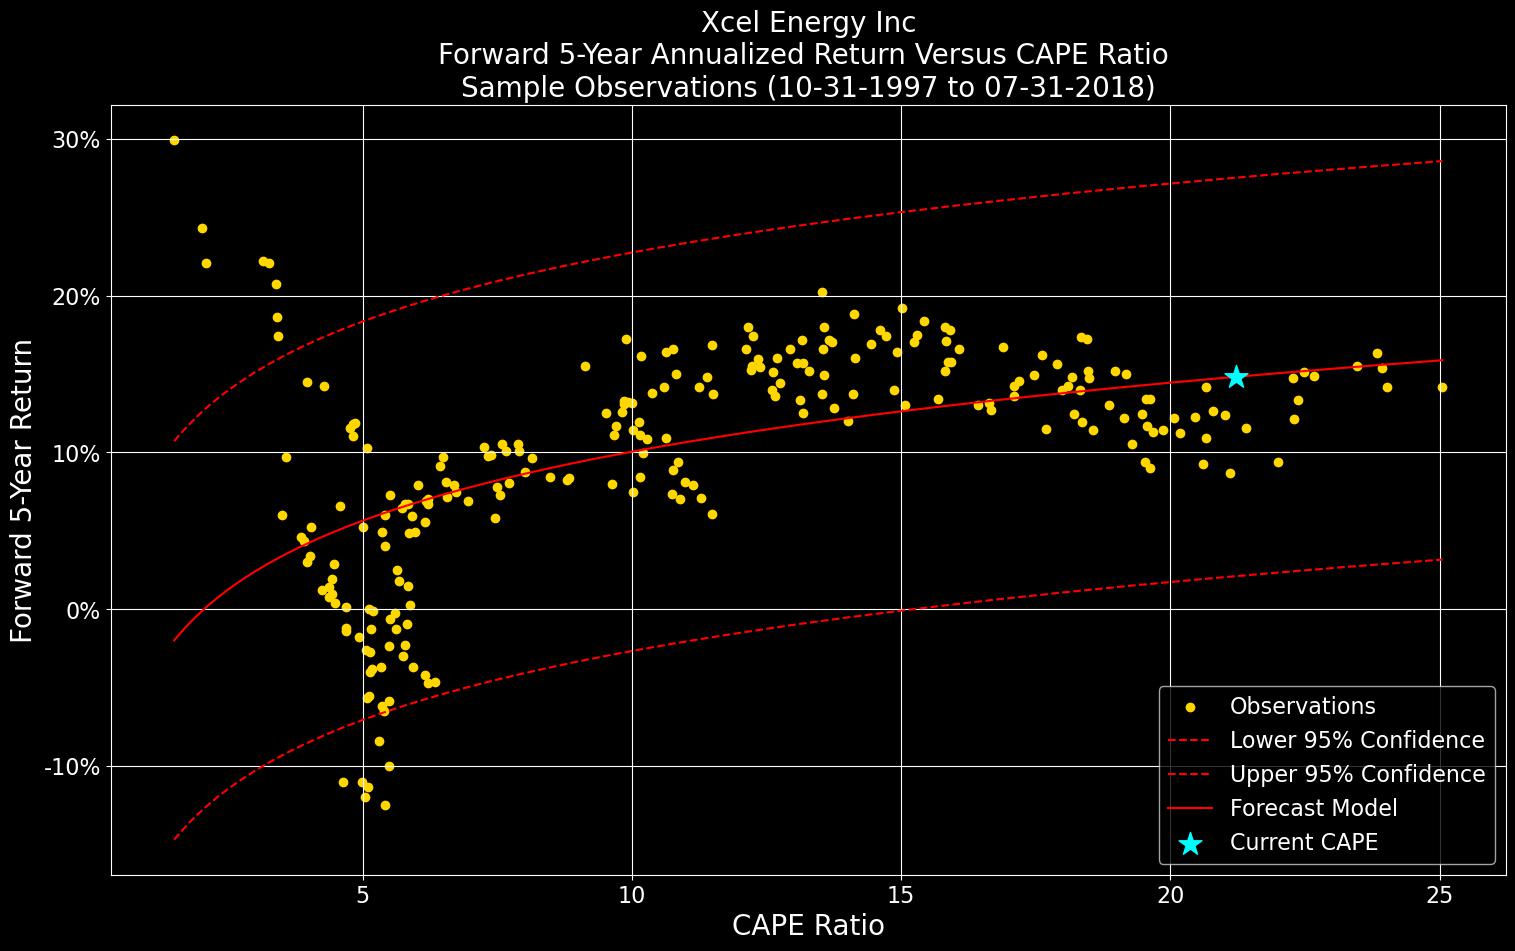 Xcel Energy Inc
Forward 5-Year Annualized Return Versus CAPE Ratio
Sample Observations (10-31-1997 to 07-31-2018)
Forward 5-Year Return
30%
20%
10%
0%
-10%
5
10
15
20
25
CAPE Ratio
Observations
Lower 95% Confidence
Upper 95% Confidence
Forecast Model
Current CAPE